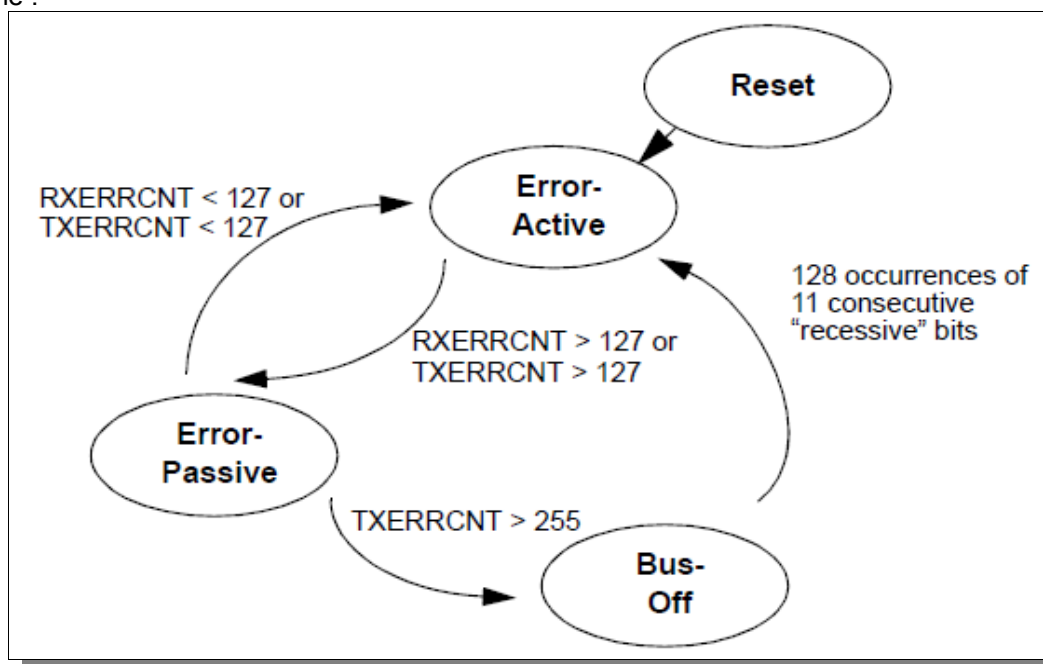 Reset
Error-
Active
RXERRCNT < 127 or
TXERRCNT < 127
128 occurrences of
11 consecutive
“recessive” bits
RXERRCNT > 127 or
TXERRCNT > 127
Error-
Passive
TXERRCNT > 255
Bus-
Off